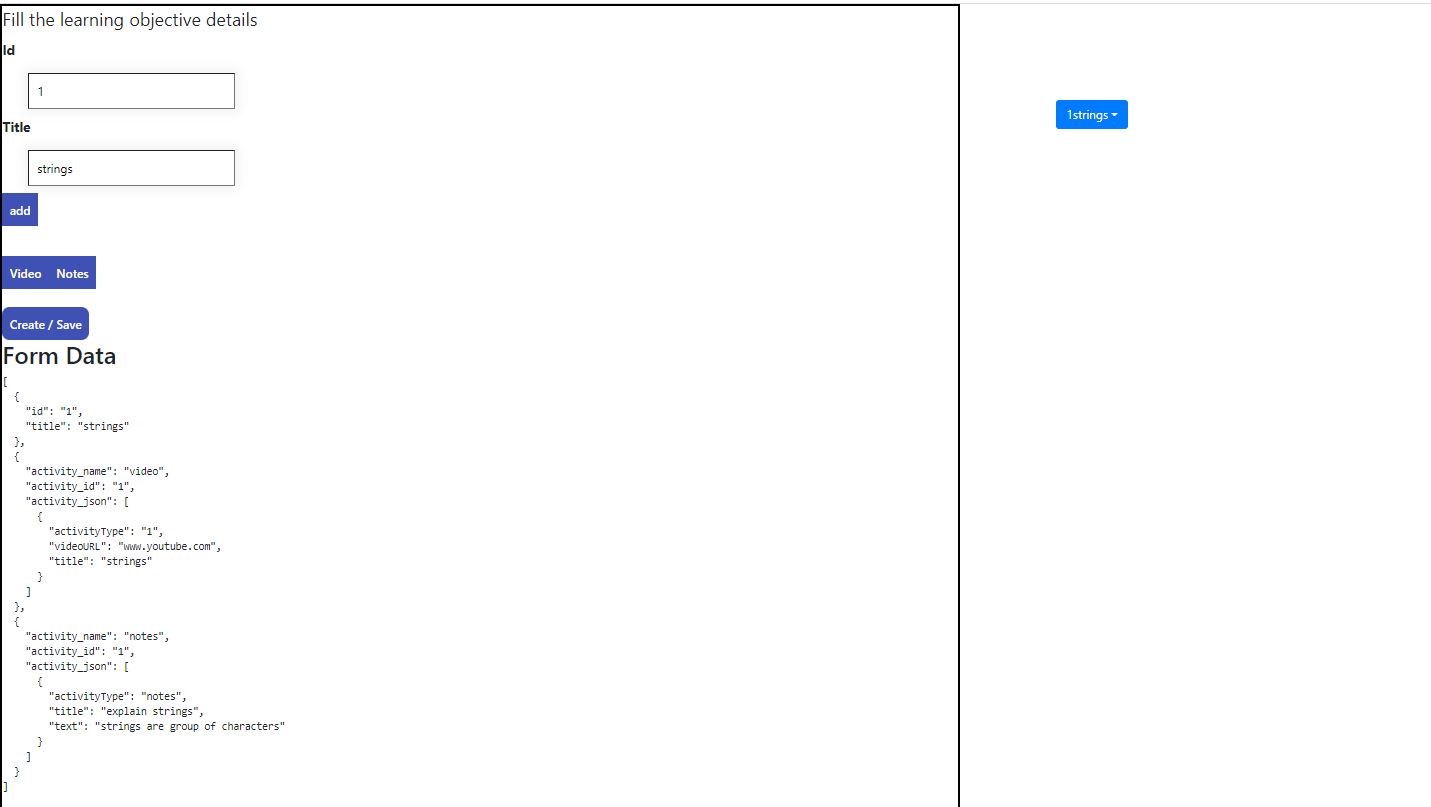 Fill the learning objective details
Id
1
Title
strings
add
Video Notes
Create / Save
Form Data
[
  {
    "id": "1",
    "title": "strings"
  },
  {
    "activity_name": "video",
    "activity_id": "1",
    "activity_json": [
      {
        "activityType": "1",
        "videoURL": "www.youtube.com",
        "title": "strings"
      }
    ]
  },
  {
    "activity_name": "notes",
    "activity_id": "1",
    "activity_json": [
      {
        "activityType": "notes",
        "title": "explain strings",
        "text": "strings are group of characters"
      }
    ]
  }
]
1strings